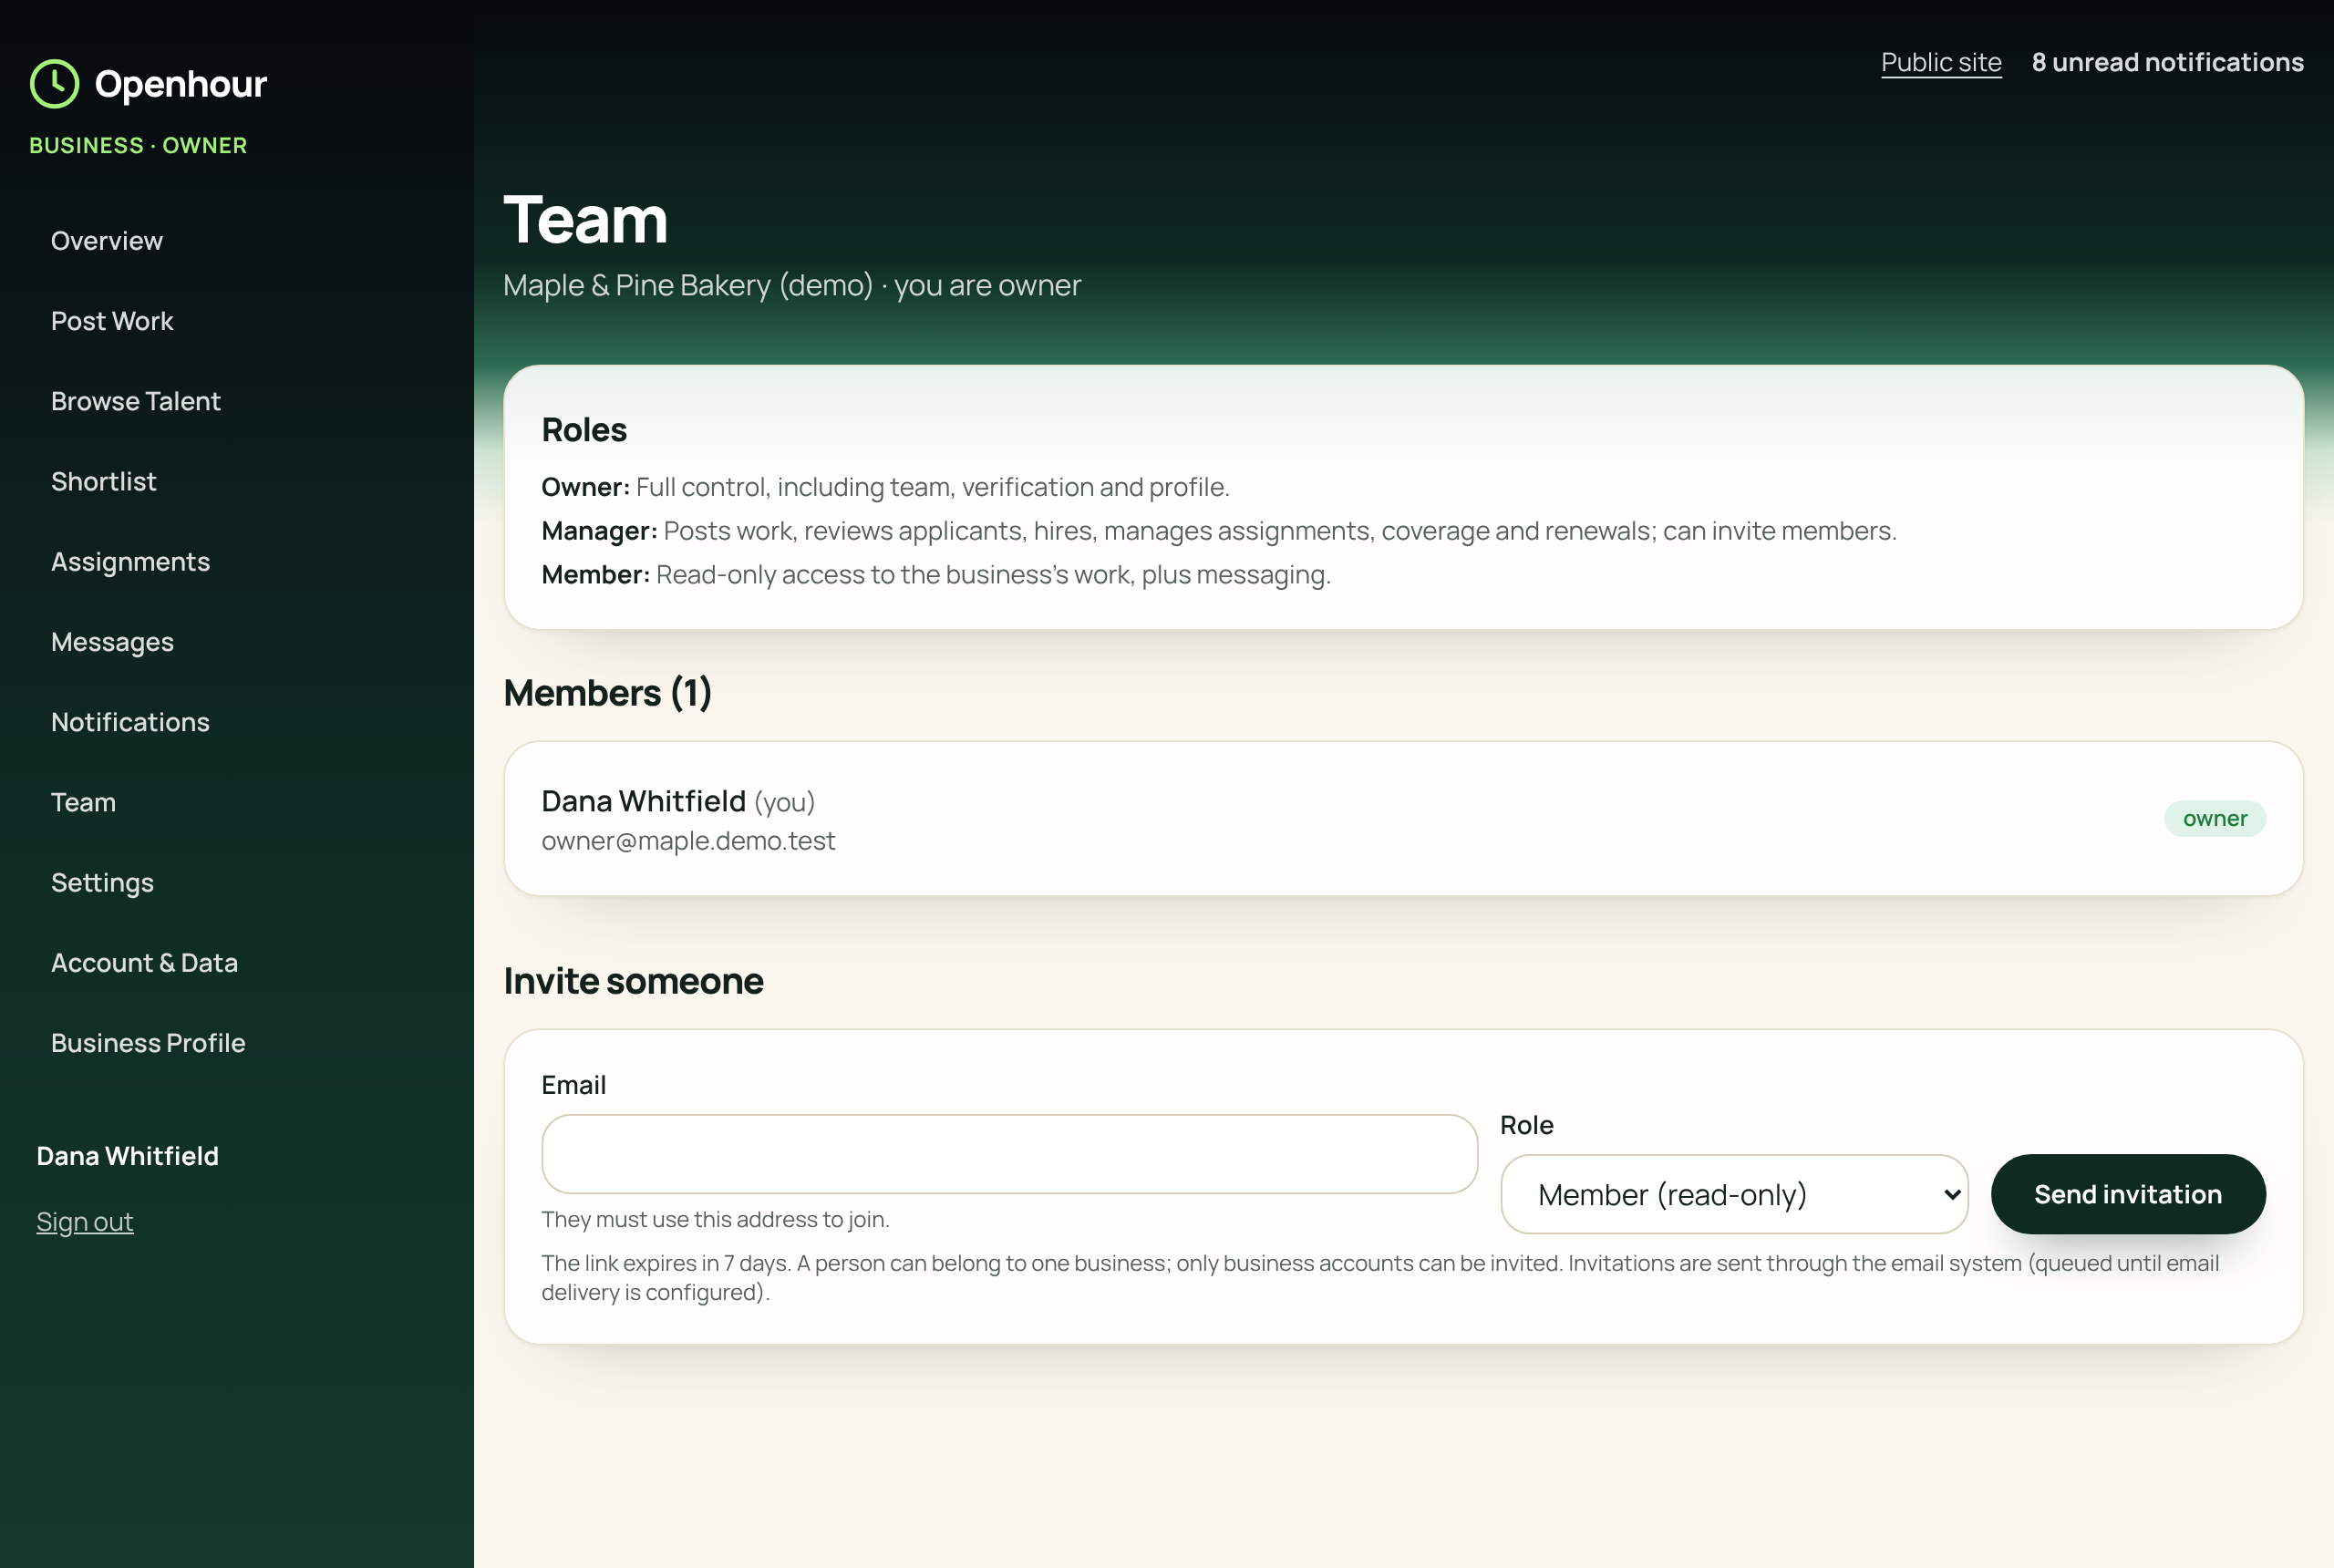 Openhour
BUSINESS · OWNER
Overview
Post Work
Browse Talent
Shortlist
Assignments
Messages
Notifications
Team
Settings
Account & Data
Business Profile
Dana Whitfield
Sign out
Public site
8 unread notifications
Team
Maple & Pine Bakery (demo) · you are owner
Roles
Owner: Full control, including team, verification and profile.
Manager: Posts work, reviews applicants, hires, manages assignments, coverage and renewals; can invite members.
Member: Read-only access to the business’s work, plus messaging.
Members (1)
Dana Whitfield (you)
owner@maple.demo.test
owner
Invite someone
Email
They must use this address to join.
Role
Member (read-only)
Send invitation
The link expires in 7 days. A person can belong to one business; only business accounts can be invited. Invitations are sent through the email system (queued until email
delivery is configured).